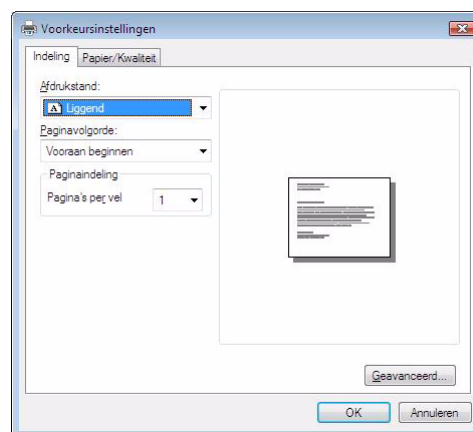 Voorkeursinstellingen
Indeling Papier/Kwaliteit
Afdrukstand:
Liggend
Paginavolgorde:
Vooraan beginnen
Paginaindeling
Pagina's per vel 1
Geavanceerd...
OK Annuleren